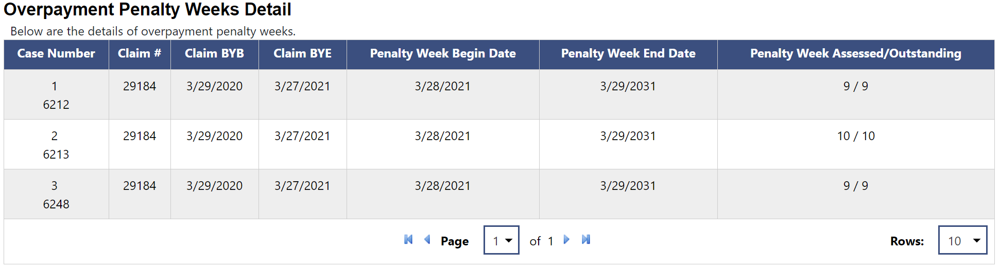 Overpayment Penalty Weeks Detail
Below are the details of overpayment penalty weeks.
Case Number Claim # Claim BYB Claim BYE Penalty Week Begin Date Penalty Week End Date Penalty Week Assessed/Outstanding
1 29184 3/29/2020 3/27/2021 3/28/2021 3/29/2031 9 / 9
6212
2 29184 3/29/2020 3/27/2021 3/28/2021 3/29/2031 10 / 10
6213
3 29184 3/29/2020 3/27/2021 3/28/2021 3/29/2031 9 / 9
6248
Page 1 of 1 Rows: 10